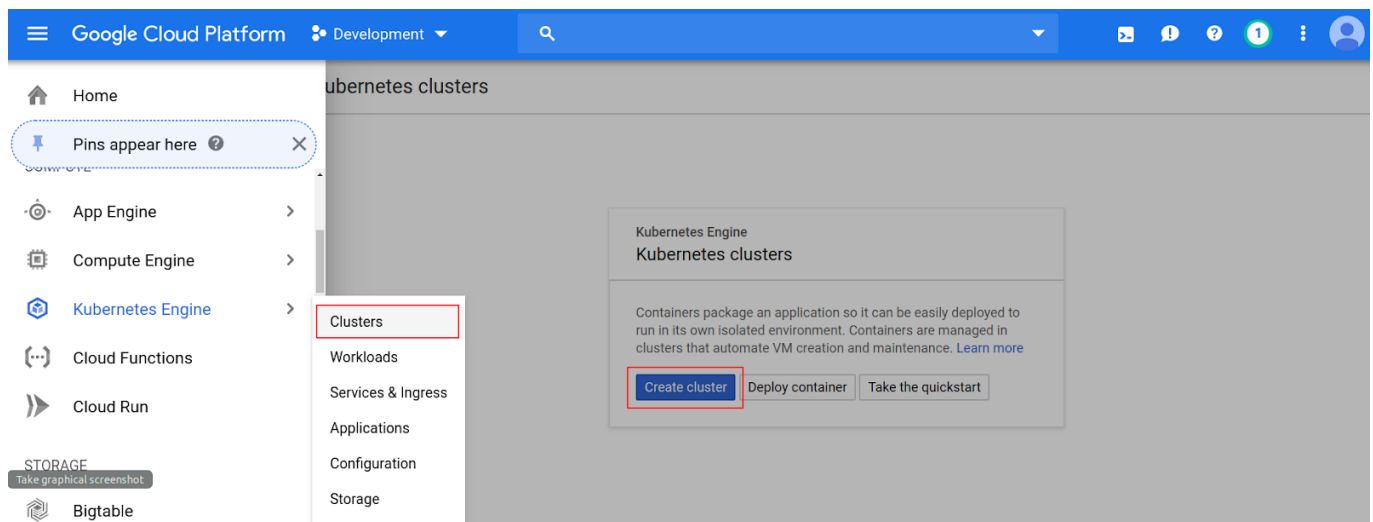 Google Cloud Platform
Development
1
Home
Pins appear here
App Engine
Compute Engine
Kubernetes Engine
Cloud Functions
Cloud Run
STORAGE
Take graphical screenshot
Bigtable
Clusters
Workloads
Services & Ingress
Applications
Configuration
Storage
ubernetes clusters
Kubernetes Engine
Kubernetes clusters
Containers package an application so it can be easily deployed to
run in its own isolated environment. Containers are managed in
clusters that automate VM creation and maintenance. Learn more
Create cluster
Deploy container
Take the quickstart